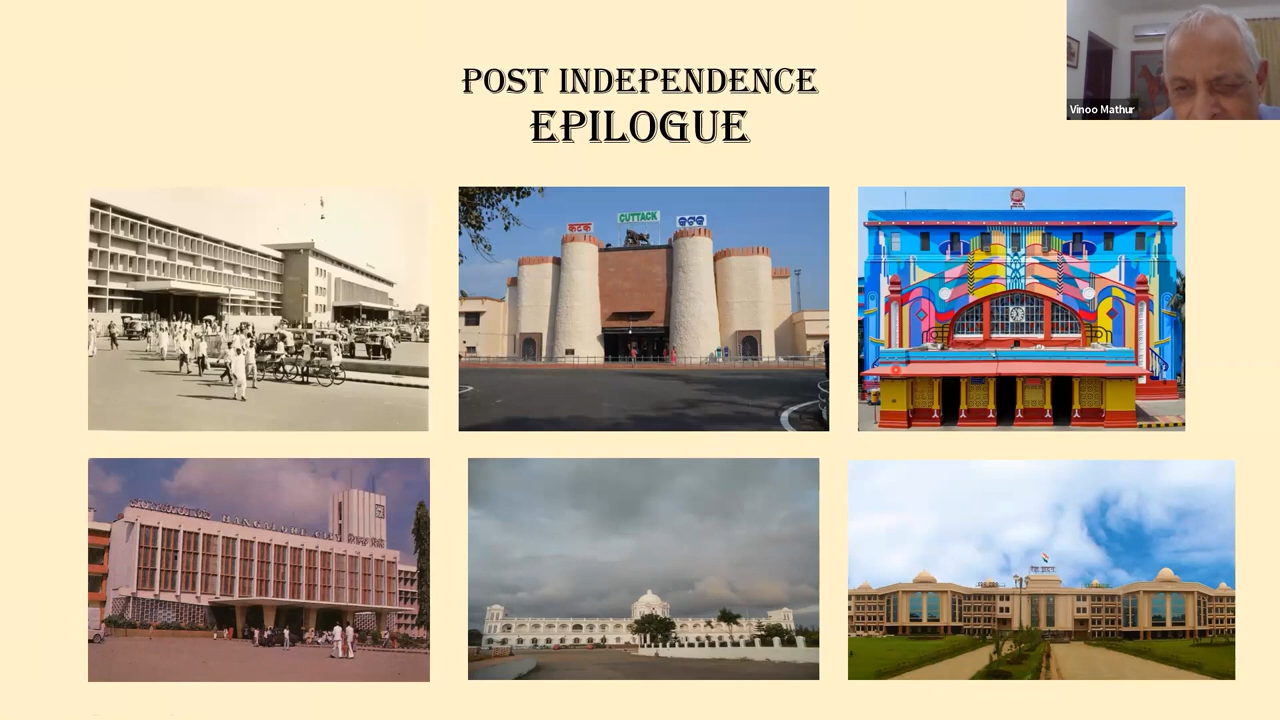 POST INDEPENDENCE
EPILOGUE
Vinoo Mathur
कटक
CUTTACK
କଟକ
BANGALORE CITY